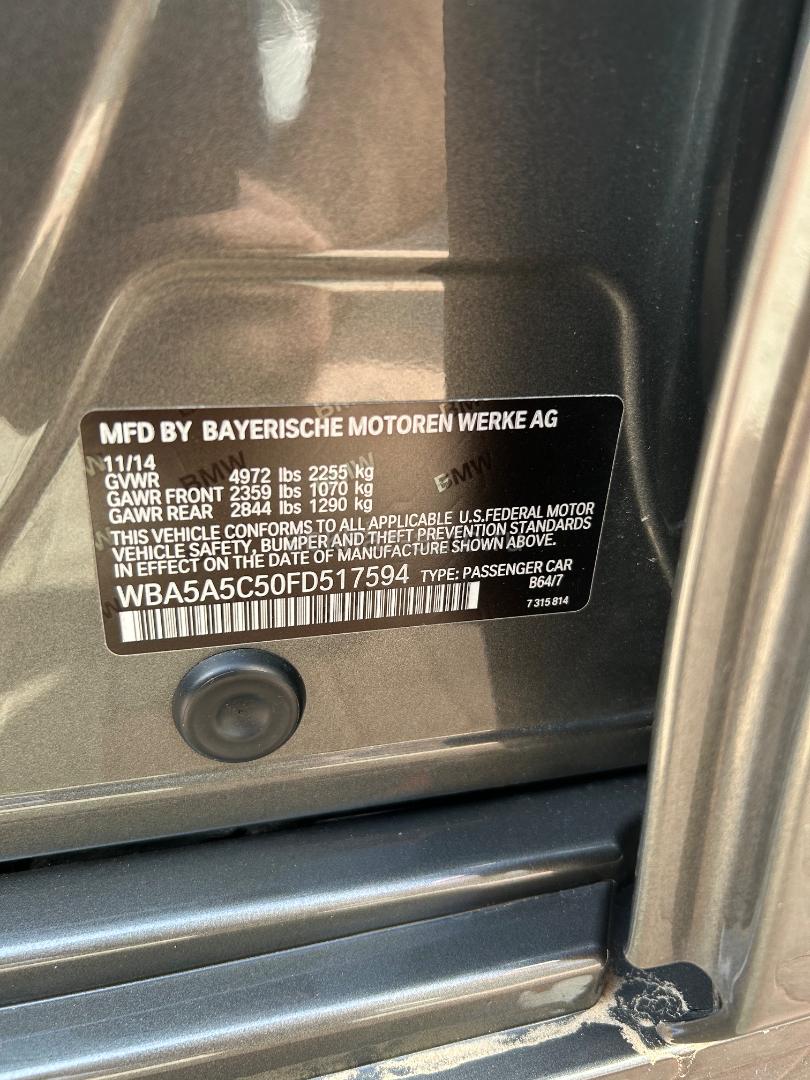 MFD BY BAYERISCHE MOTOREN WERKE AG
11/14
GVWR 4972 lbs 2255 kg
GAWR FRONT 2359 lbs 1070 kg
GAWR REAR 2844 lbs 1290 kg
THIS VEHICLE CONFORMS TO ALL APPLICABLE U.S.FEDERAL MOTOR
VEHICLE SAFETY, BUMPER AND THEFT PREVENTION STANDARDS
IN EFFECT ON THE DATE OF MANUFACTURE SHOWN ABOVE.
WBA5A5C50FD517594 TYPE: PASSENGER CAR
B64/7
7 315 814
BMW
BMW